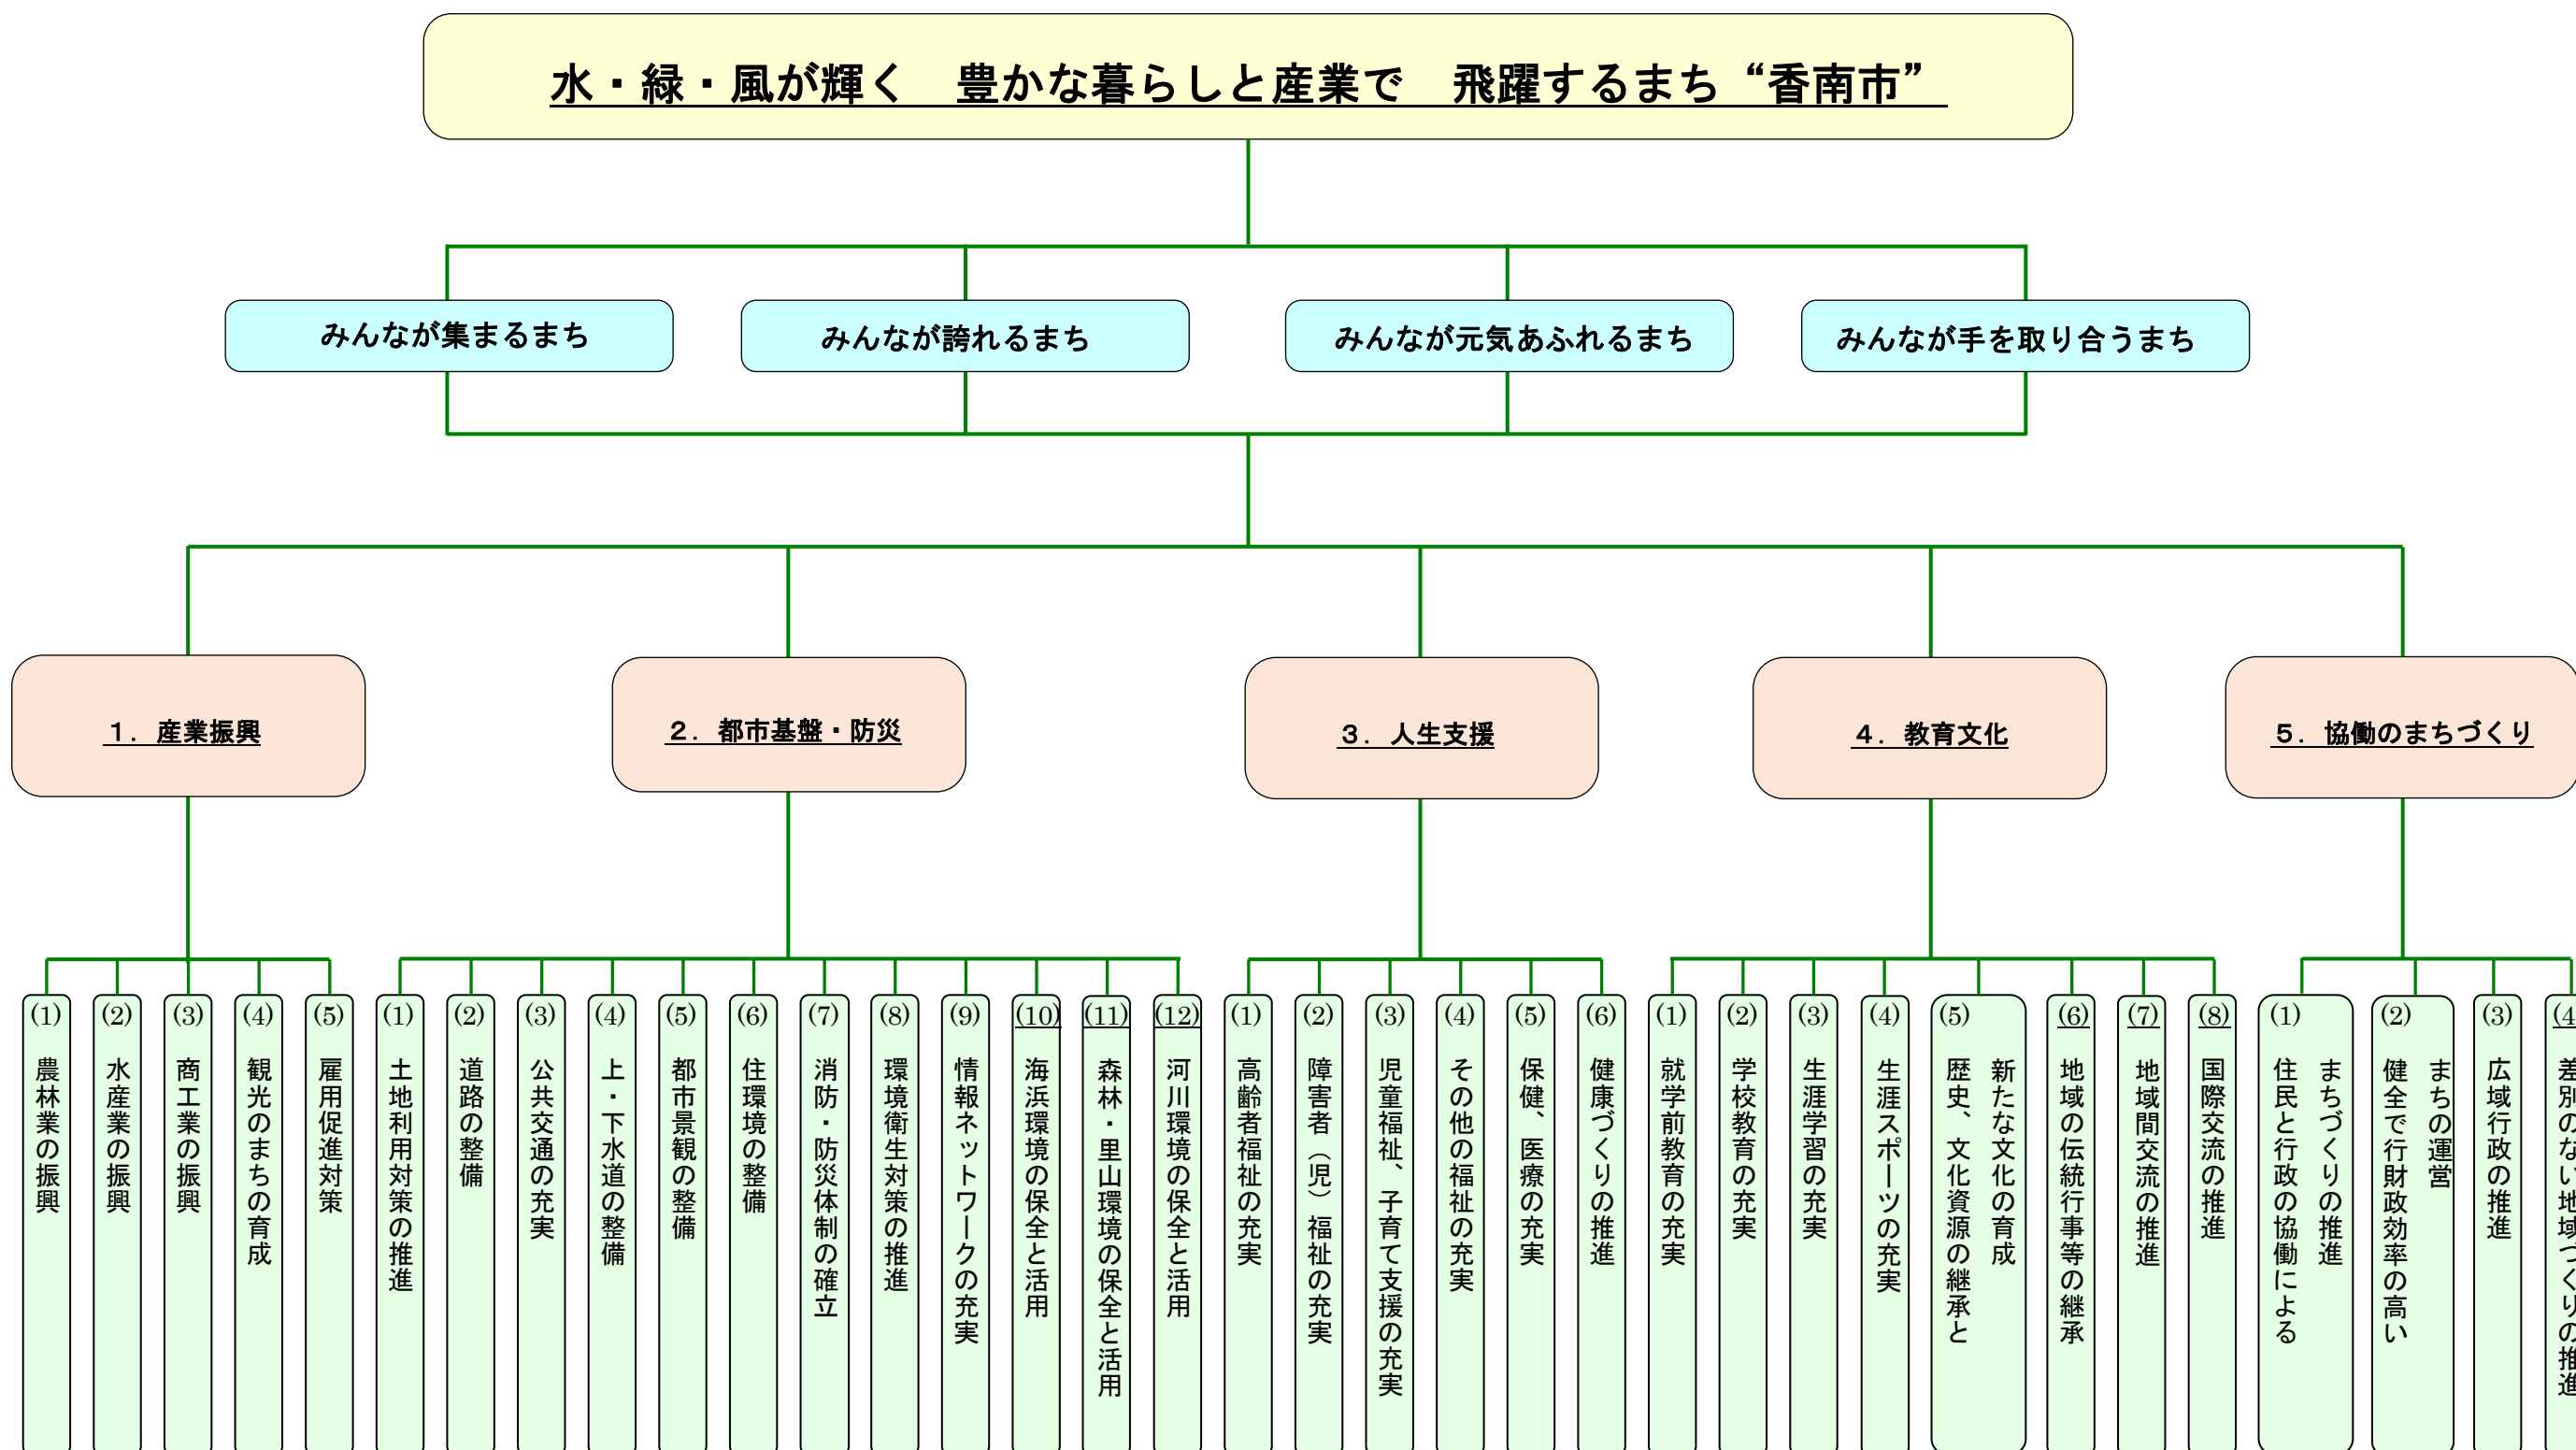 水・緑・風が輝く　豊かな暮らしと産業で　飛躍するまち“香南市”
みんなが集まるまち
みんなが誇れるまち
みんなが元気あふれるまち
みんなが手を取り合うまち
１．産業振興
２．都市基盤・防災
３．人生支援
４．教育文化
５．協働のまちづくり
(1) 農林業の振興
(2) 水産業の振興
(3) 商工業の振興
(4) 観光のまちの育成
(5) 雇用促進対策
(1) 土地利用対策の推進
(2) 道路の整備
(3) 公共交通の充実
(4) 上・下水道の整備
(5) 都市景観の整備
(6) 住環境の整備
(7) 消防・防災体制の確立
(8) 環境衛生対策の推進
(9) 情報ネットワークの充実
(10) 海浜環境の保全と活用
(11) 森林・里山環境の保全と活用
(12) 河川環境の保全と活用
(1) 高齢者福祉の充実
(2) 障害者（児）福祉の充実
(3) 児童福祉、子育て支援の充実
(4) その他の福祉の充実
(5) 保健、医療の充実
(6) 健康づくりの推進
(1) 就学前教育の充実
(2) 学校教育の充実
(3) 生涯学習の充実
(4) 生涯スポーツの充実
(5) 歴史、文化資源の継承と
新たな文化の育成
(6) 地域の伝統行事等の継承
(7) 地域間交流の推進
(8) 国際交流の推進
(1) 住民と行政の協働による
まちづくりの推進
(2) 健全で行財政効率の高い
まちの運営
(3) 広域行政の推進
(4 差別のない地域づくりの推進